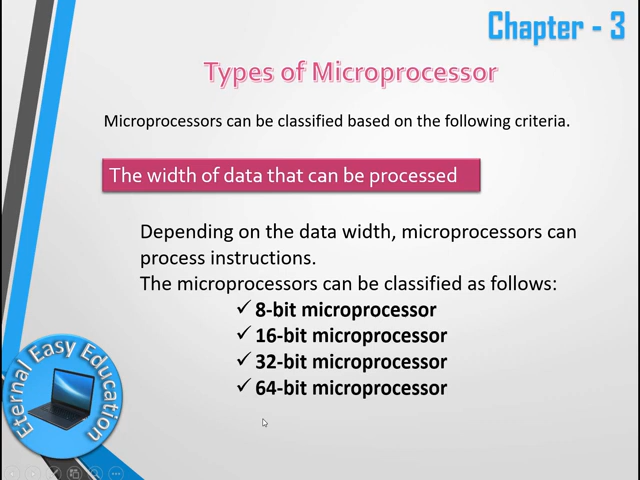 Chapter - 3
Types of Microprocessor
Microprocessors can be classified based on the following criteria.
The width of data that can be processed
Depending on the data width, microprocessors can
process instructions.
The microprocessors can be classified as follows:
✓ 8-bit microprocessor
✓ 16-bit microprocessor
✓ 32-bit microprocessor
✓ 64-bit microprocessor
Eternal Easy Education